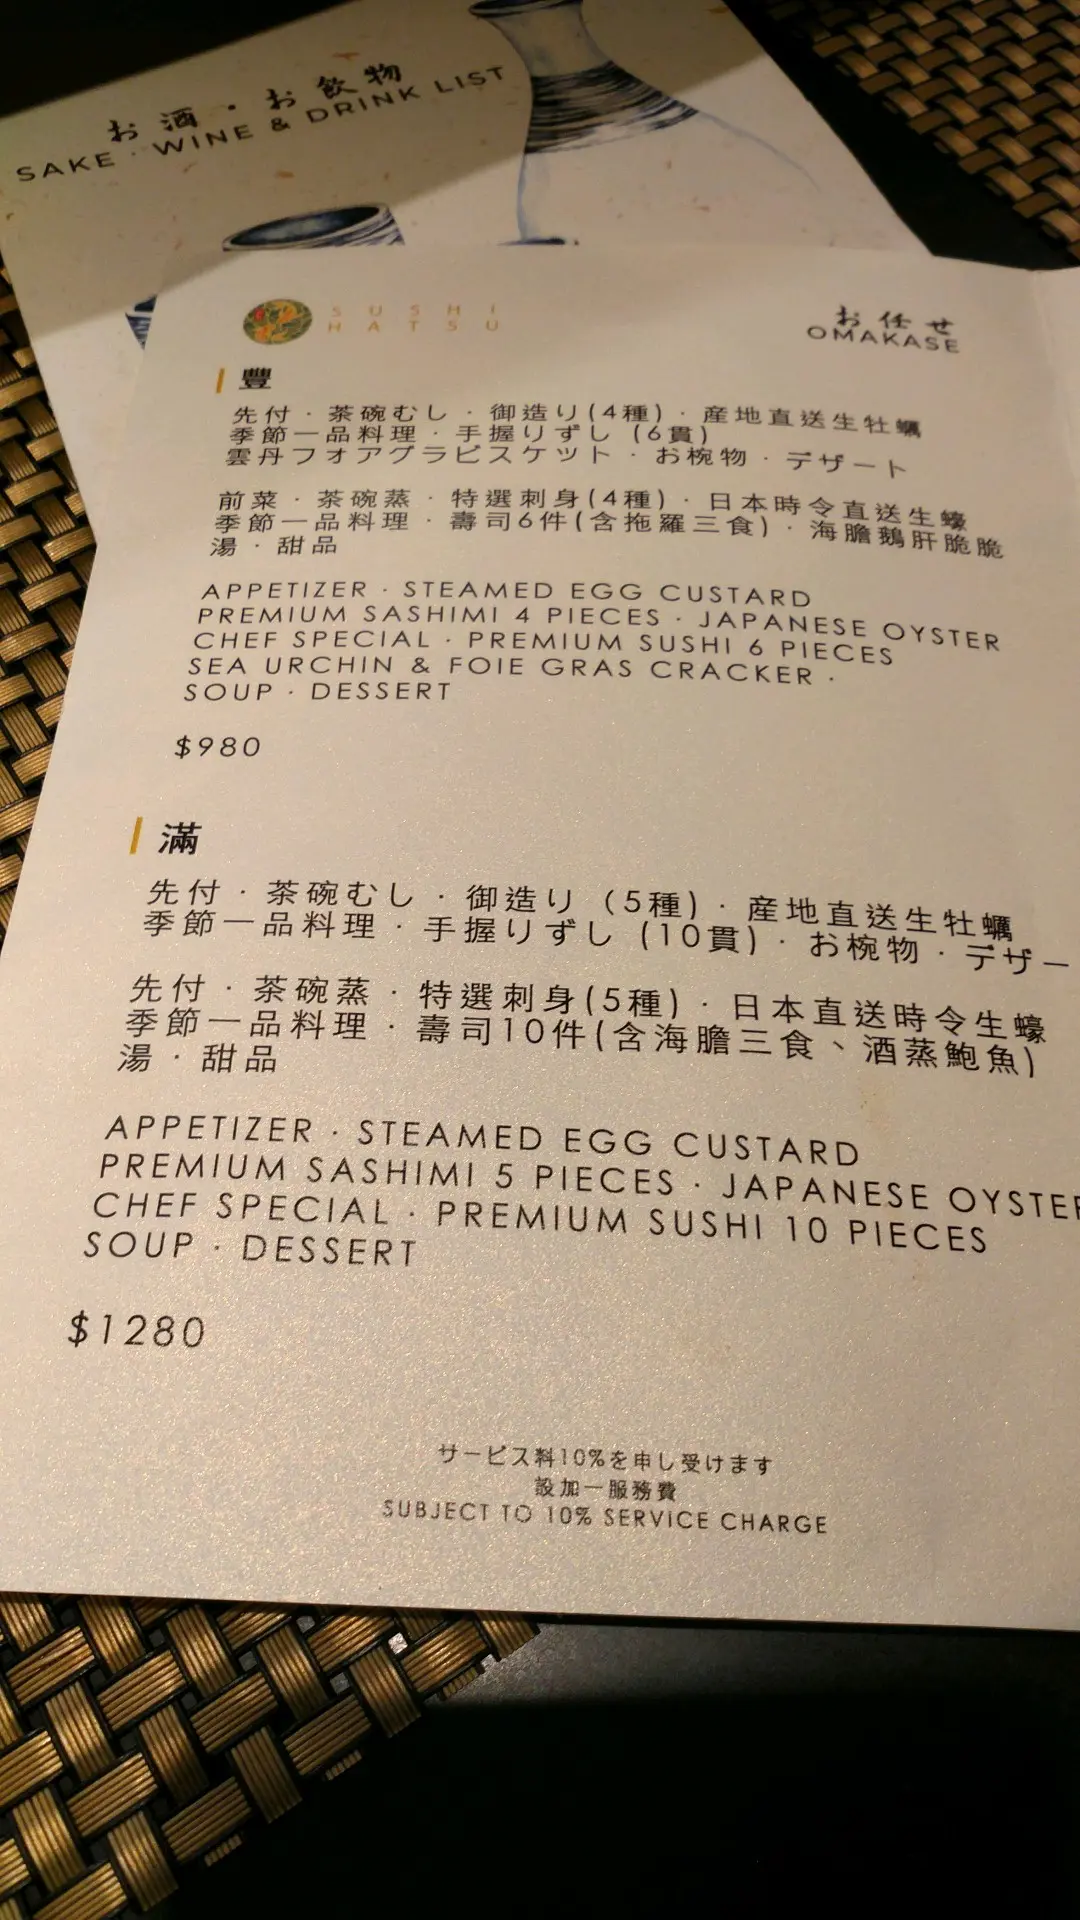 お酒・お飲物
SAKE · WINE & DRINK LIST
SUSHI
HATSU
お任せ
OMAKASE
豐
先付・茶碗むし・御造り(4種)・産地直送生牡蠣
季節一品料理・手握りずし (6貫)
雲丹フォアグラビスケット・お椀物・デザート
前菜・茶碗蒸・特選刺身(4種)・日本時令直送生蠔
季節一品料理・壽司6件(含拖羅三食)・海膽鵝肝脆脆
湯・甜品
APPETIZER · STEAMED EGG CUSTARD
PREMIUM SASHIMI 4 PIECES · JAPANESE OYSTER
CHEF SPECIAL · PREMIUM SUSHI 6 PIECES
SEA URCHIN & FOIE GRAS CRACKER ·
SOUP · DESSERT
$980
滿
先付・茶碗むし・御造り (5種)・産地直送生牡蠣
季節一品料理・手握りずし (10貫)・お椀物・デザー
先付・茶碗蒸・特選刺身(5種)・日本直送時令生蠔
季節一品料理・壽司10件(含海膽三食、酒蒸鮑魚)
湯・甜品
APPETIZER · STEAMED EGG CUSTARD
PREMIUM SASHIMI 5 PIECES · JAPANESE OYSTER
CHEF SPECIAL · PREMIUM SUSHI 10 PIECES
SOUP · DESSERT
$1280
サービス料10%を申し受けます
設加一服務費
SUBJECT TO 10% SERVICE CHARGE